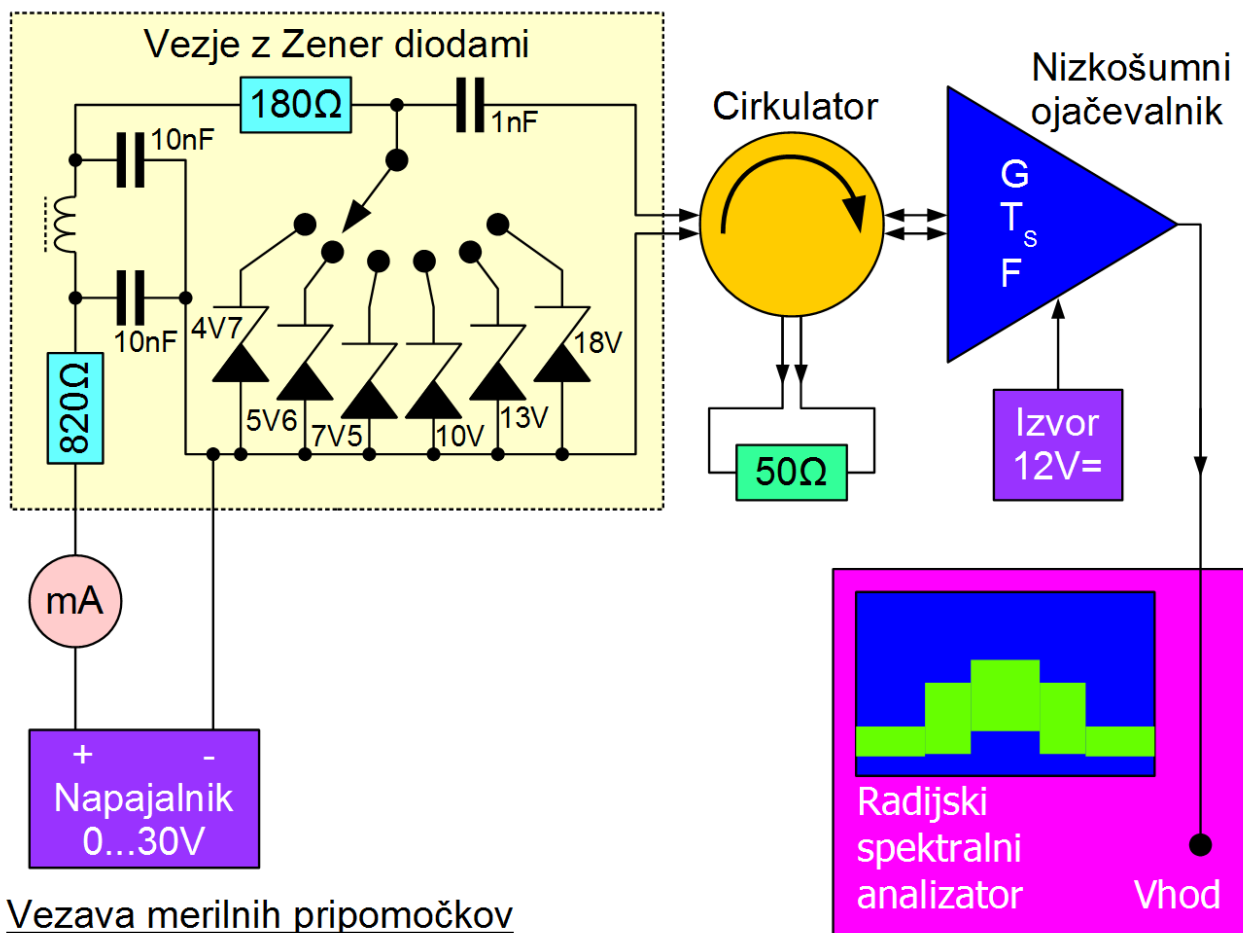 Vezje z Zener diodami
180Ω
1nF
10nF
10nF
820Ω
4V7
5V6
7V5
10V
13V
18V
mA
+ -
Napajalnik
0...30V
Cirkulator
50Ω
Nizkošumni
ojačevalnik
G
T
S
F
Izvor
12V=
Radijski
spektralni
analizator
Vhod
Vezava merilnih pripomočkov